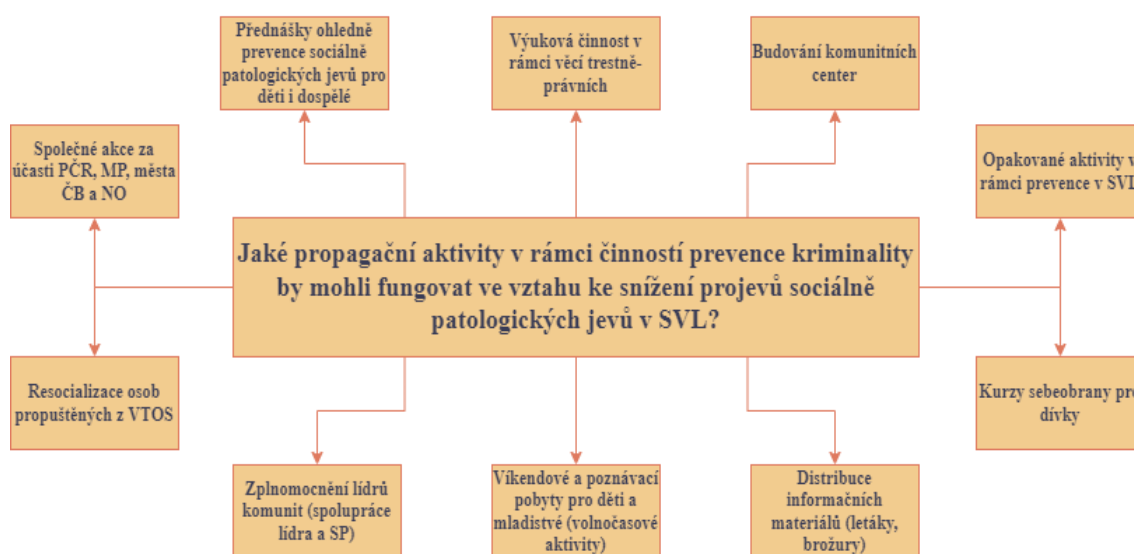 Přednášky ohledně
prevence sociálně
patologických jevů pro
děti i dospělé
Výuková činnost v
rámci věcí trestně-
právních
Budování komunitních
center
Společné akce za
účasti PČR, MP, města
ČB a NO
Opakované aktivity v
rámci prevence v SVL
Jaké propagační aktivity v rámci činností prevence kriminality
by mohli fungovat ve vztahu ke snížení projevů sociálně
patologických jevů v SVL?
Resocializace osob
propuštěných z VTOS
Kurzy sebeobrany pro
dívky
Zplnomocnění lídrů
komunit (spolupráce
lídra a SP)
Víkendové a poznávací
pobyty pro děti a
mladistvé (volnočasové
aktivity)
Distribuce
informačních
materiálů (letáky,
brožury)